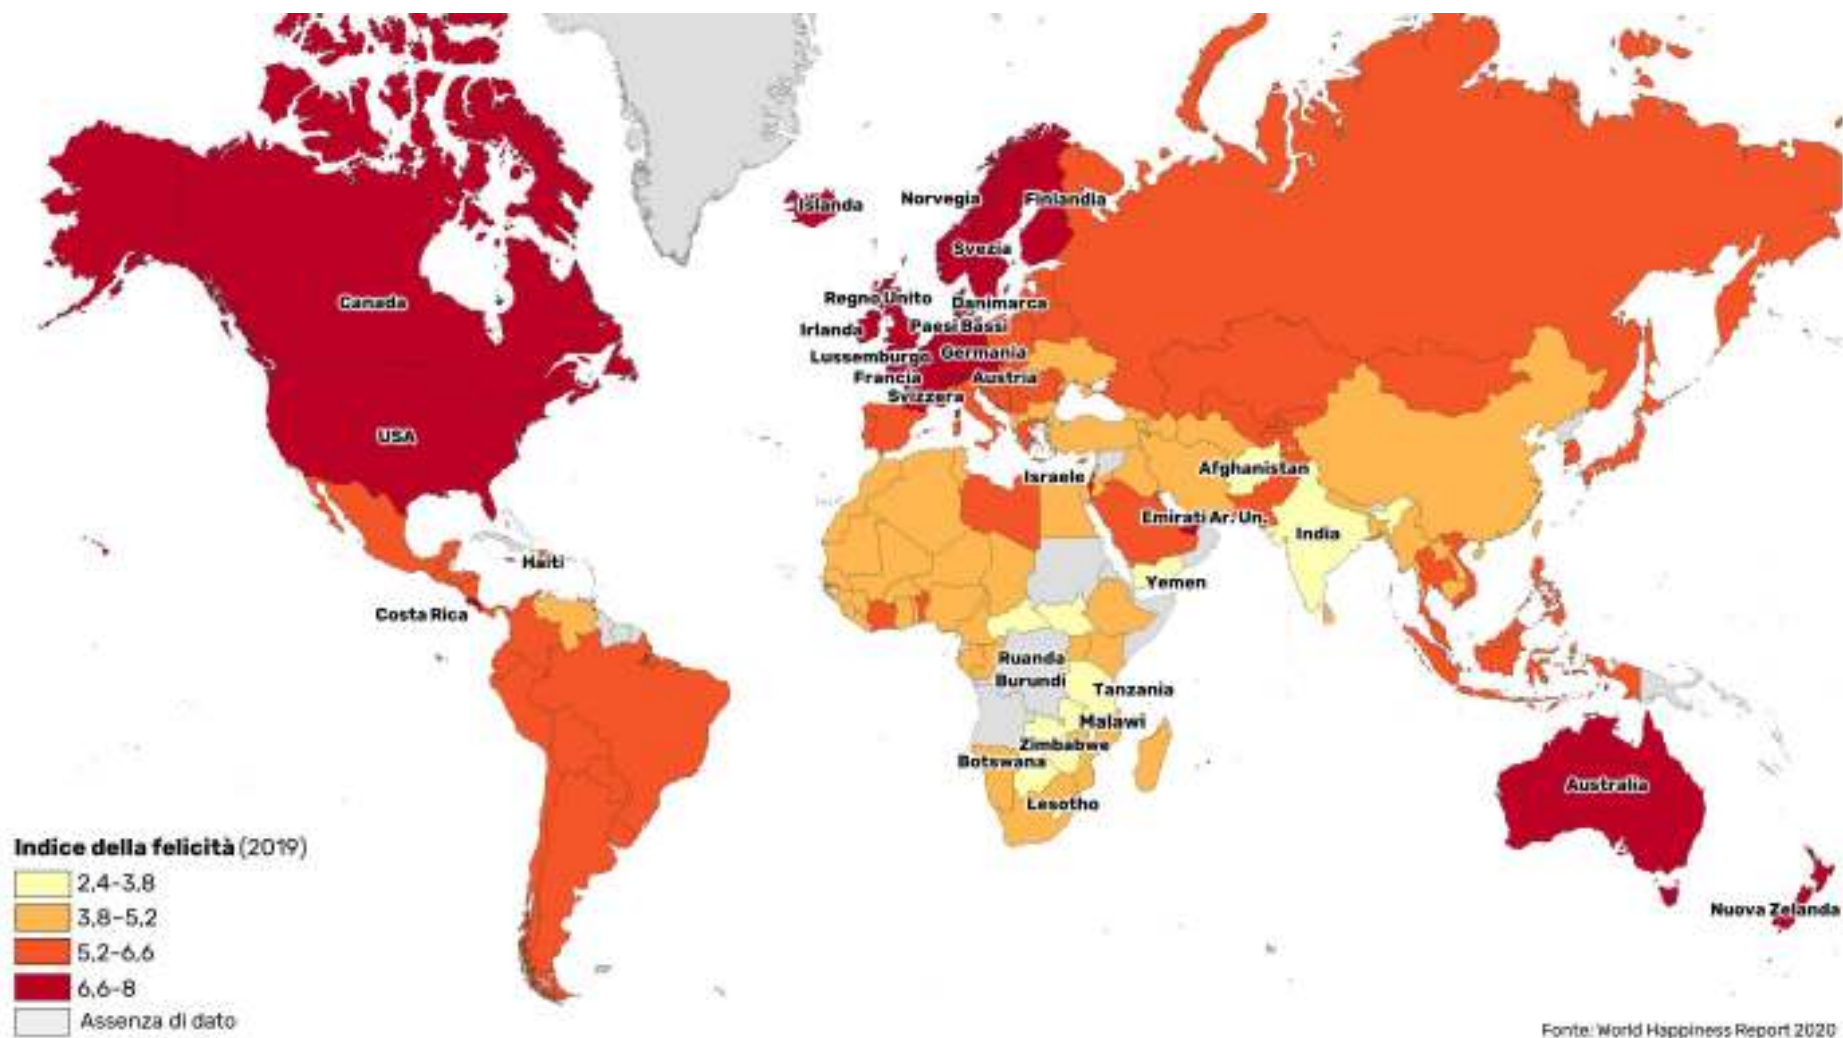 Islanda
Norvegia
Finlandia
Svezia
Canada
Regno Unito
Danimarca
Irlanda
Paesi Bassi
Lussemburgo
Germania
Francia
Austria
Svizzera
USA
Israele
Afghanistan
Emirati Ar. Un.
India
Haiti
Yemen
Costa Rica
Ruanda
Burundi
Tanzania
Malawi
Zimbabwe
Botswana
Lesotho
Australia
Nuova Zelanda
Indice della felicità (2019)
2,4-3,8
3,8-5,2
5,2-6,6
6,6-8
Assenza di dato
Fonte: World Happiness Report 2020